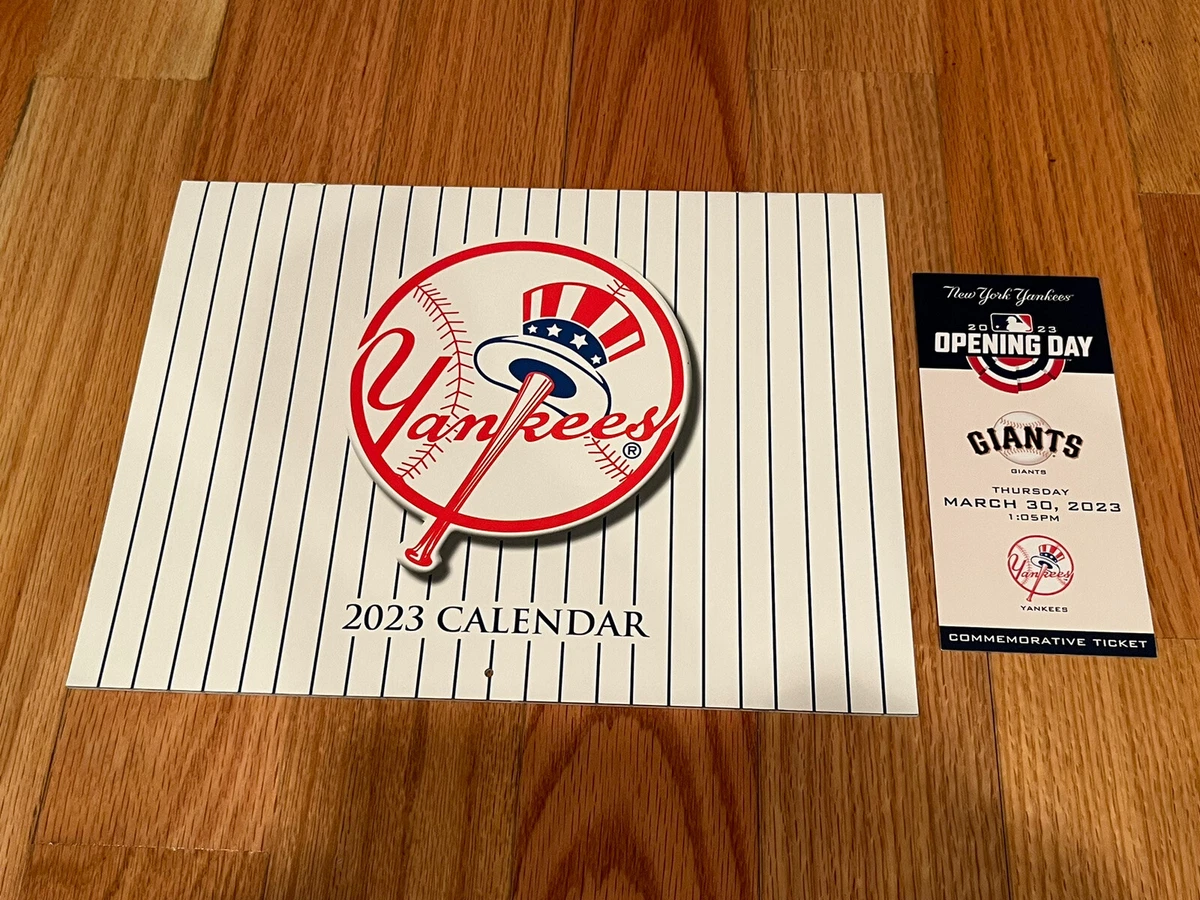 Yankees
®
2023 CALENDAR
New York Yankees
2023
OPENING DAY
GIANTS
GIANTS
THURSDAY
MARCH 30, 2023
1:05PM
Yankees
YANKEES
COMMEMORATIVE TICKET